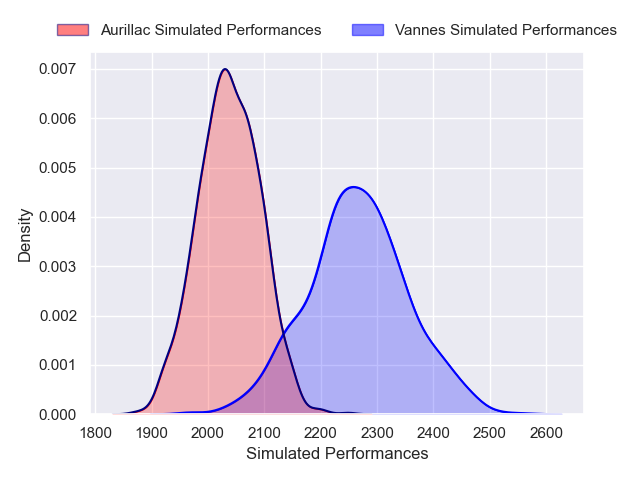 Aurillac Simulated Performances Vannes Simulated Performances
0.007
0.006
0.005
0.004
0.003
0.002
0.001
0.000
Density
1800 1900 2000 2100 2200 2300 2400 2500 2600
Simulated Performances